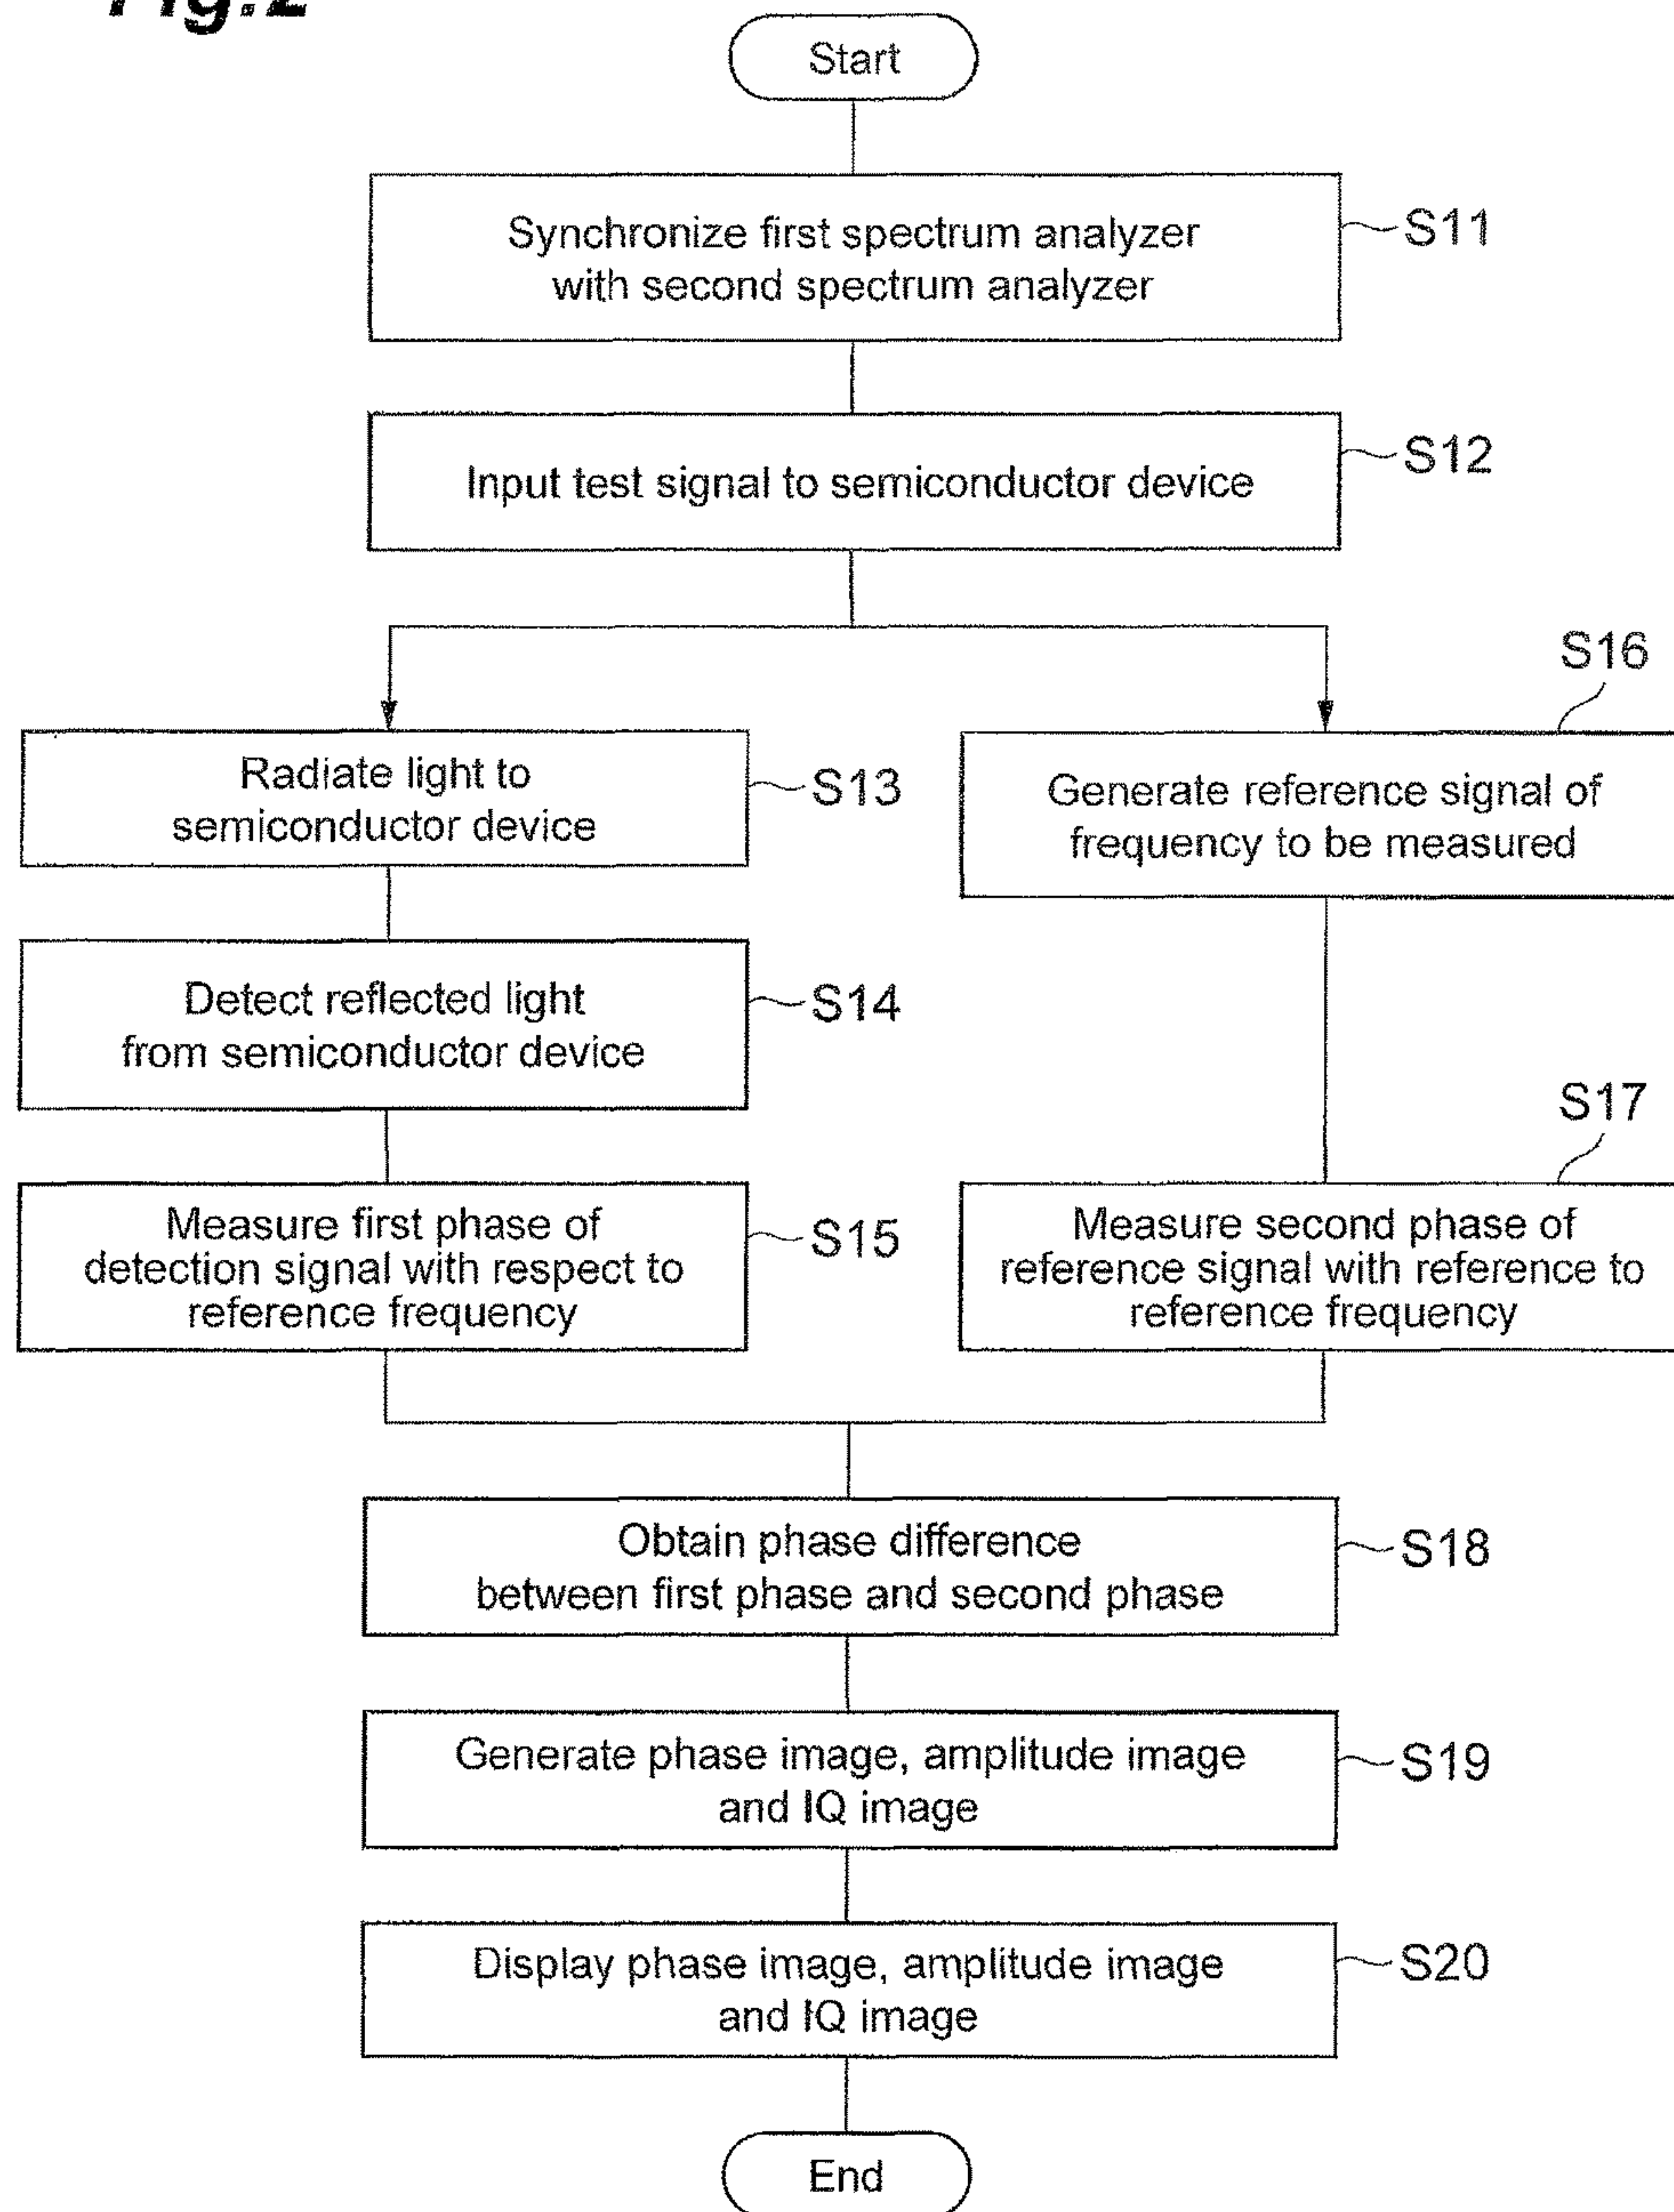 Fig.2
Start
Synchronize first spectrum analyzer
with second spectrum analyzer
S11
Input test signal to semiconductor device
S12
Radiate light to
semiconductor device
S13
Detect reflected light
from semiconductor device
S14
Measure first phase of
detection signal with respect to
reference frequency
S15
S16
Generate reference signal of
frequency to be measured
S17
Measure second phase of
reference signal with reference to
reference frequency
Obtain phase difference
between first phase and second phase
S18
Generate phase image, amplitude image
and IQ image
S19
Display phase image, amplitude image
and IQ image
S20
End